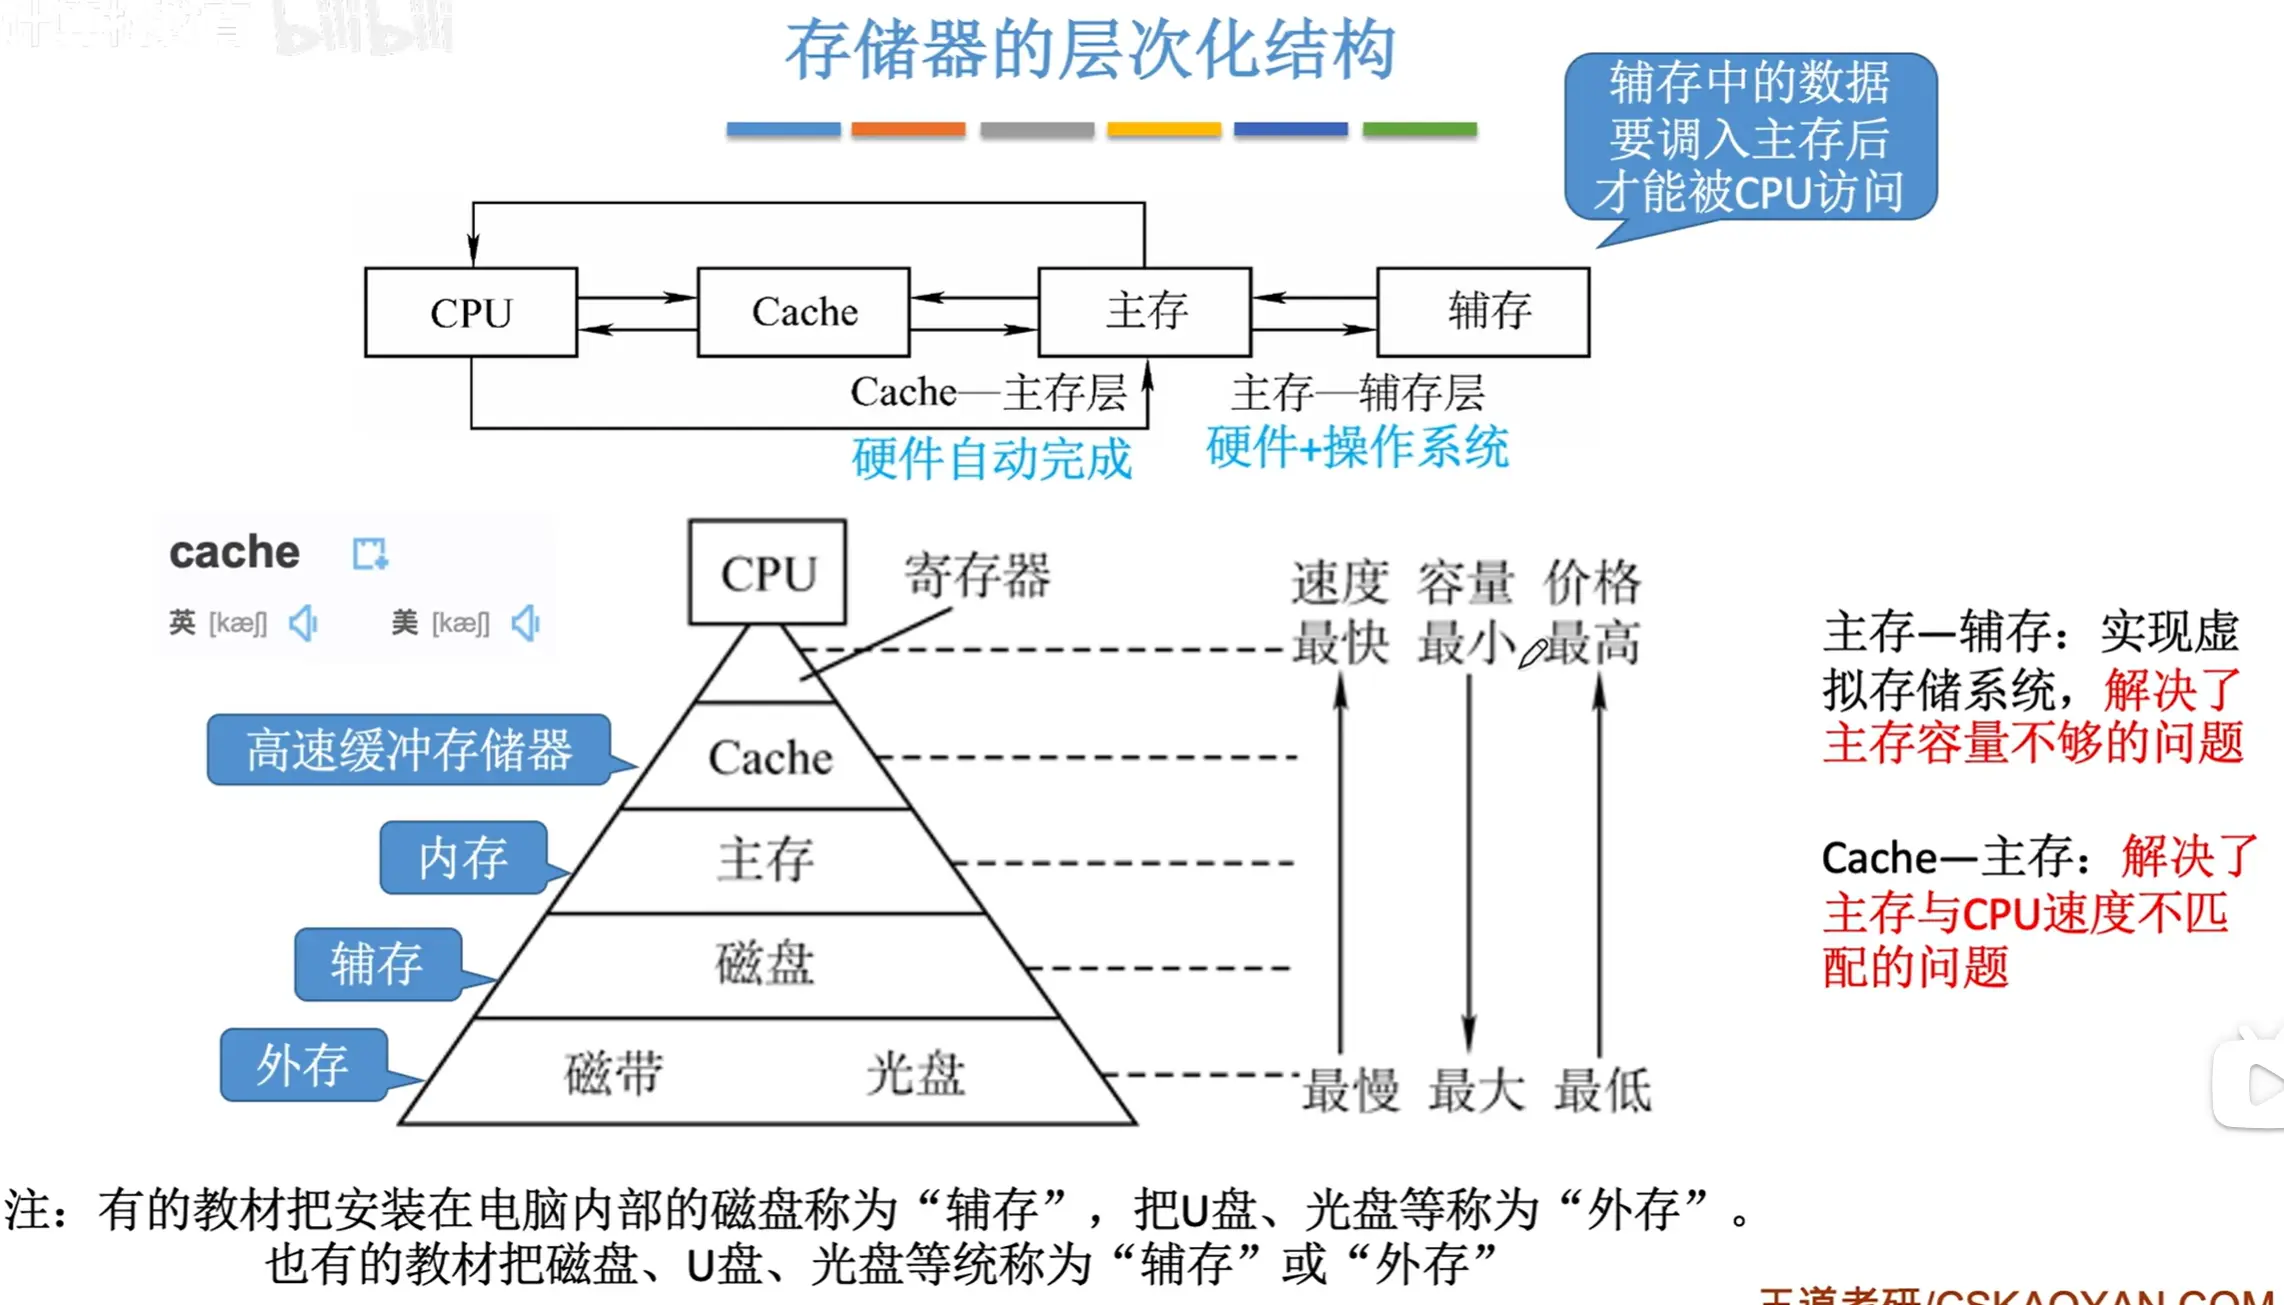 计算机教育 bilibili
存储器的层次化结构
辅存中的数据
要调入主存后
才能被CPU访问
CPU
Cache
主存
辅存
Cache—主存层
主存—辅存层
硬件自动完成
硬件+操作系统
cache
英 [kæʃ] 美 [kæʃ]
CPU
寄存器
速度 容量 价格
最快 最小 最高
高速缓冲存储器
Cache
内存
主存
辅存
磁盘
外存
磁带 光盘
最慢 最大 最低
主存—辅存：实现虚
拟存储系统，解决了
主存容量不够的问题
Cache—主存：解决了
主存与CPU速度不匹
配的问题
注：有的教材把安装在电脑内部的磁盘称为“辅存”，把U盘、光盘等称为“外存”。
也有的教材把磁盘、U盘、光盘等统称为“辅存”或“外存”
王道考研/CSKAOYAN.COM